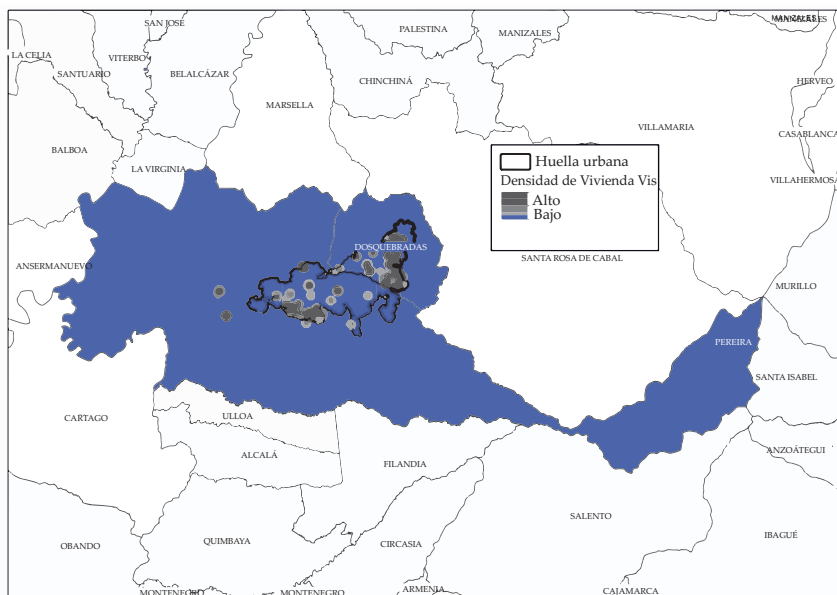 SAN JOSÉ
PALESTINA
MANIZALES
MANIZALES
LA CELIA
VITERBO
SANTUARIO
BELALCÁZAR
CHINCHINÁ
HERVEO
MARSELLA
VILLAMARIA
CASABLANCA
BALBOA
LA VIRGINIA
VILLAHERMOSA
Huella urbana
Densidad de Vivienda Vis
Alto
Bajo
DOSQUEBRADAS
SANTA ROSA DE CABAL
ANSERMANUEVO
MURILLO
PEREIRA
SANTA ISABEL
CARTAGO
ULLOA
ALCALÁ
FILANDIA
ANZOÁTEGUI
SALENTO
IBAGUÉ
OBANDO
QUIMBAYA
CIRCASIA
MONTENEGRO
MONTENEGRO
ARMENIA
CAJAMARCA